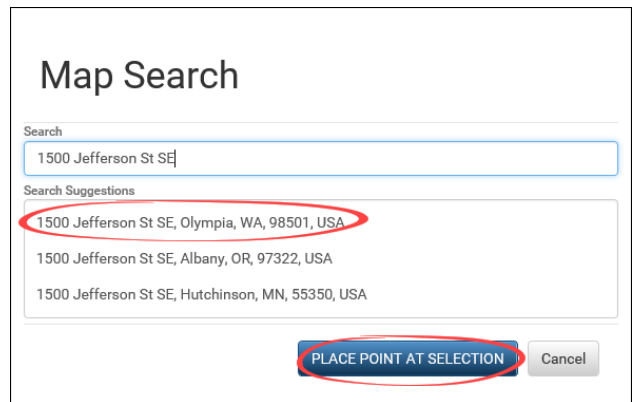 Map Search
Search
1500 Jefferson St SE
Search Suggestions
1500 Jefferson St SE, Olympia, WA, 98501, USA
1500 Jefferson St SE, Albany, OR, 97322, USA
1500 Jefferson St SE, Hutchinson, MN, 55350, USA
PLACE POINT AT SELECTION Cancel